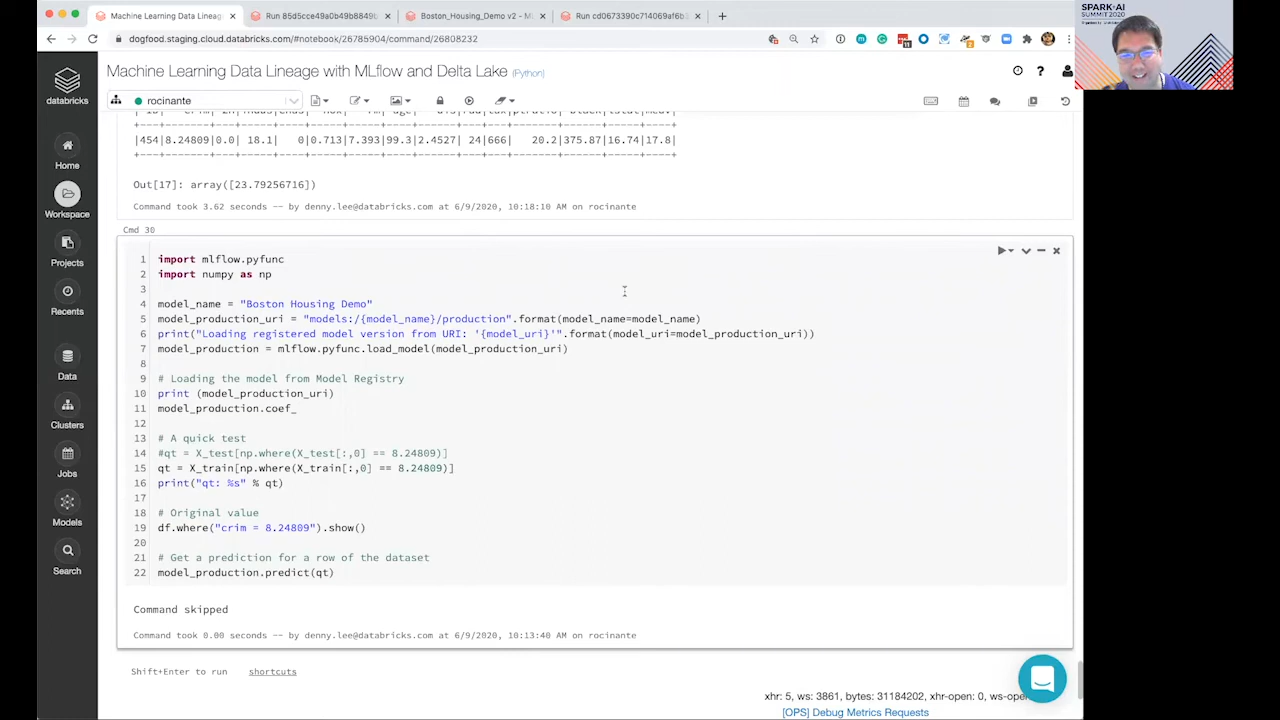 Machine Learning Data Lineag
Run 85d5cce49a0b49b8849b
Boston_Housing_Demo v2 - Ml
Run cd0673390c714069af6b
SPARK+AI
SUMMIT 2020
dogfood.staging.cloud.databricks.com/#notebook/2678904/command/
Machine Learning Data Lineage with MLflow and Delta Lake (Python)
databricks
rocinante
Home
Workspace
Projects
Recents
Data
Clusters
Jobs
Models
Search
|454|8.24809|0.0| 18.1| 0|0.713|7.393|99.3|2.4527| 24|666| 20.2|375.87|16.74|17.8|
+---+-------+---+-----+----+-----+-----+----+------+---+---+-------+------+-----+----+
Out[17]: array([23.79256716])
Command took 3.62 seconds -- by denny.lee@databricks.com at 6/9/2020, 10:18:10 AM on rocinante
Cmd 30
1 import mlflow.pyfunc
2 import numpy as np
3
4 model_name = "Boston Housing Demo"
5 model_production_uri = "models:/{model_name}/production".format(model_name=model_name)
6 print("Loading registered model version from URI: '{model_uri}'".format(model_uri=model_production_uri))
7 model_production = mlflow.pyfunc.load_model(model_production_uri)
8
9 # Loading the model from Model Registry
10 print (model_production_uri)
11 model_production.coef_
12
13 # A quick test
14 #qt = X_test[np.where(X_test[:,0] == 8.24809)]
15 qt = X_train[np.where(X_train[:,0] == 8.24809)]
16 print("qt: %s" % qt)
17
18 # Original value
19 df.where("crim = 8.24809").show()
20
21 # Get a prediction for a row of the dataset
22 model_production.predict(qt)
Command skipped
Command took 0.00 seconds -- by denny.lee@databricks.com at 6/9/2020, 10:13:40 AM on rocinante
Shift+Enter to run shortcuts
xhr: 5, ws: 3861, bytes: 31184202, xhr-open: 0, ws-open
[OPS] Debug Metrics Requests